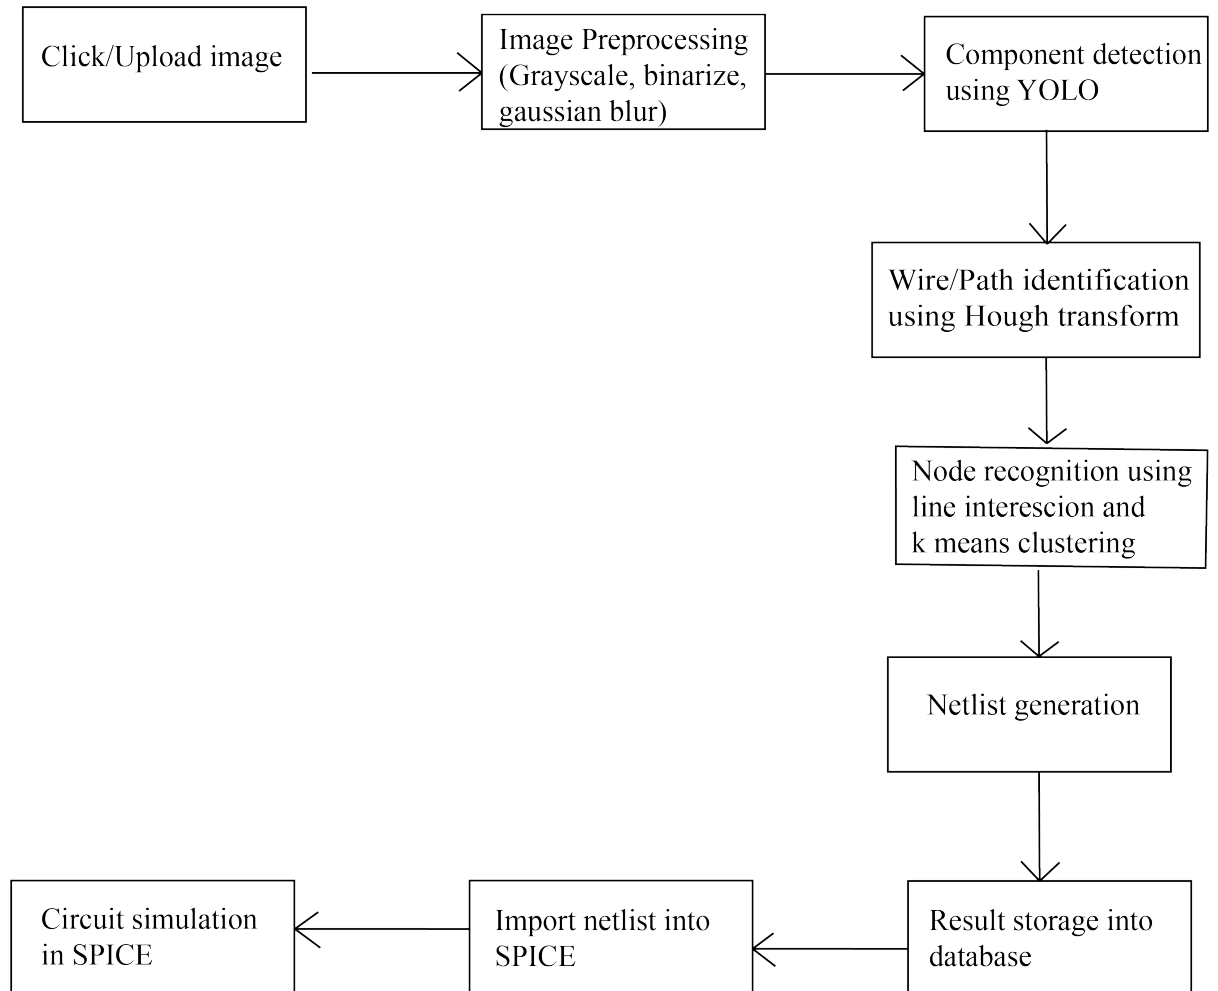 Click/Upload image
Image Preprocessing
(Grayscale, binarize,
gaussian blur)
Component detection
using YOLO
Wire/Path identification
using Hough transform
Node recognition using
line interescion and
k means clustering
Netlist generation
Result storage into
database
Import netlist into
SPICE
Circuit simulation
in SPICE